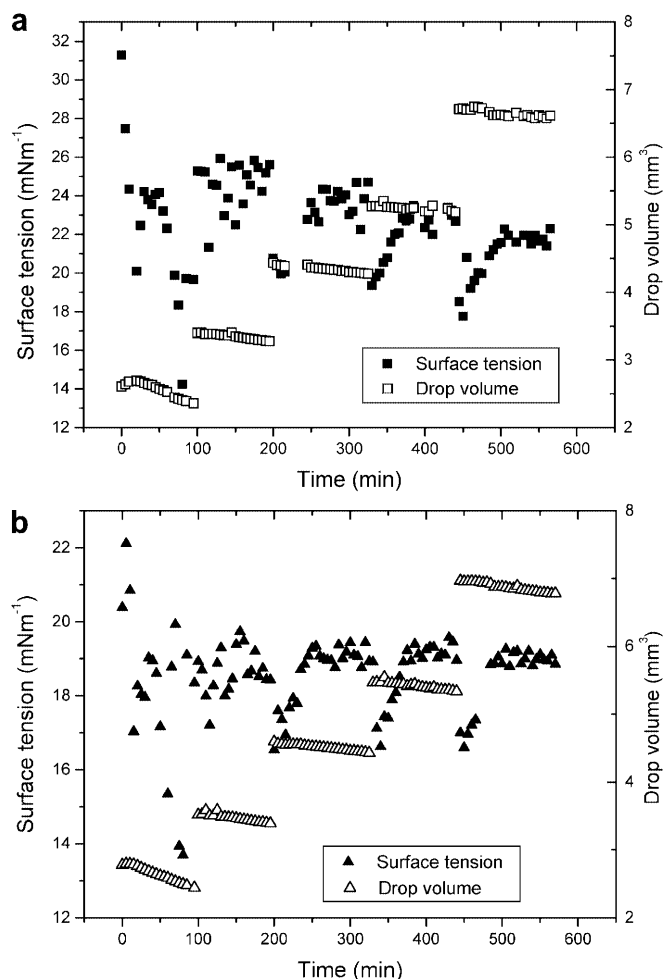 a
32
30
28
26
24
22
20
18
16
14
12
8
7
6
5
4
3
2
Surface tension (mNm⁻¹)
Drop volume (mm³)
Surface tension
Drop volume
0 100 200 300 400 500 600
Time (min)
b
22
20
18
16
14
12
8
6
4
2
Surface tension (mNm⁻¹)
Drop volume (mm³)
Surface tension
Drop volume
0 100 200 300 400 500 600
Time (min)